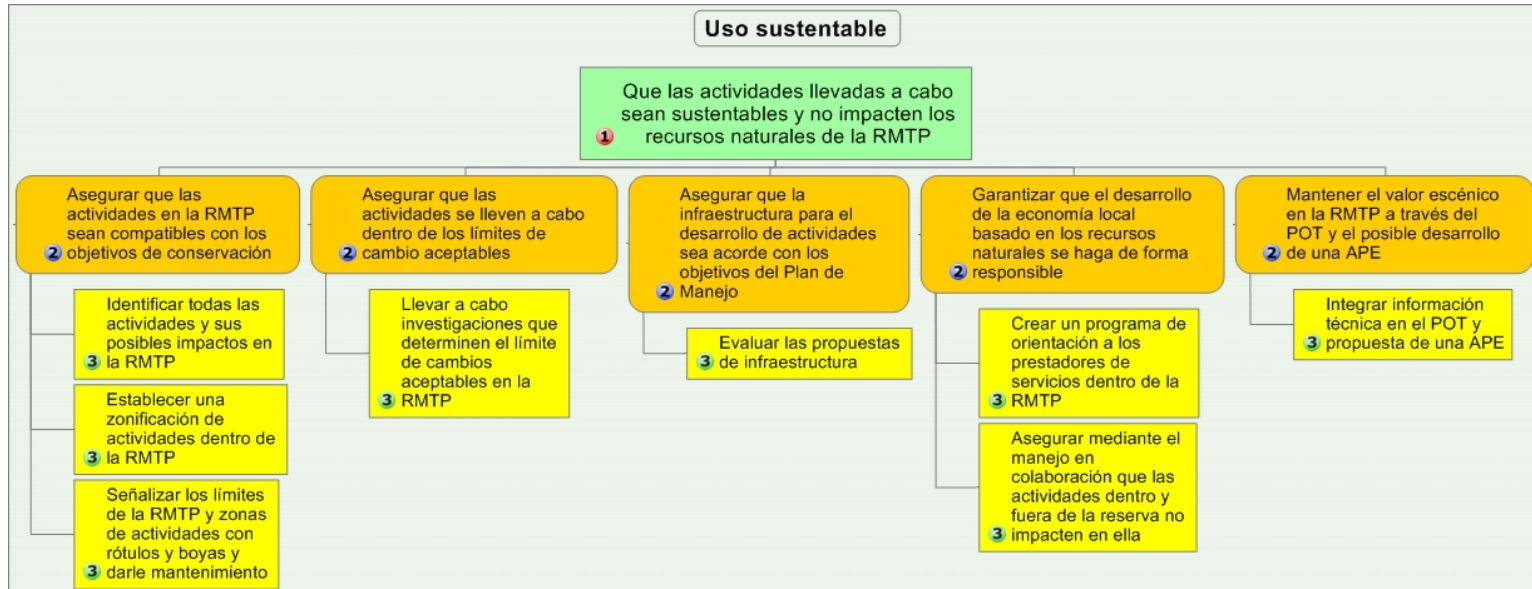 Uso sustentable
Que las actividades llevadas a cabo
sean sustentables y no impacten los
1 recursos naturales de la RMTP
Asegurar que las
actividades en la RMTP
sean compatibles con los
2 objetivos de conservación
Identificar todas las
actividades y sus
posibles impactos en
3 la RMTP
Establecer una
zonificación de
actividades dentro de
3 la RMTP
Señalizar los límites
de la RMTP y zonas
de actividades con
rótulos y boyas y
3 darle mantenimiento
Asegurar que las
actividades se lleven a cabo
dentro de los límites de
2 cambio aceptables
Llevar a cabo
investigaciones que
determinen el límite
de cambios
aceptables en la
3 RMTP
Asegurar que la
infraestructura para el
desarrollo de actividades
sea acorde con los
objetivos del Plan de
2 Manejo
Evaluar las propuestas
3 de infraestructura
Garantizar que el desarrollo
de la economía local
basado en los recursos
naturales se haga de forma
2 responsible
Crear un programa de
orientación a los
prestadores de
servicios dentro de la
3 RMTP
Asegurar mediante el
manejo en
colaboración que las
actividades dentro y
fuera de la reserva no
3 impacten en ella
Mantener el valor escénico
en la RMTP a través del
POT y el posible desarrollo
2 de una APE
Integrar información
técnica en el POT y
3 propuesta de una APE